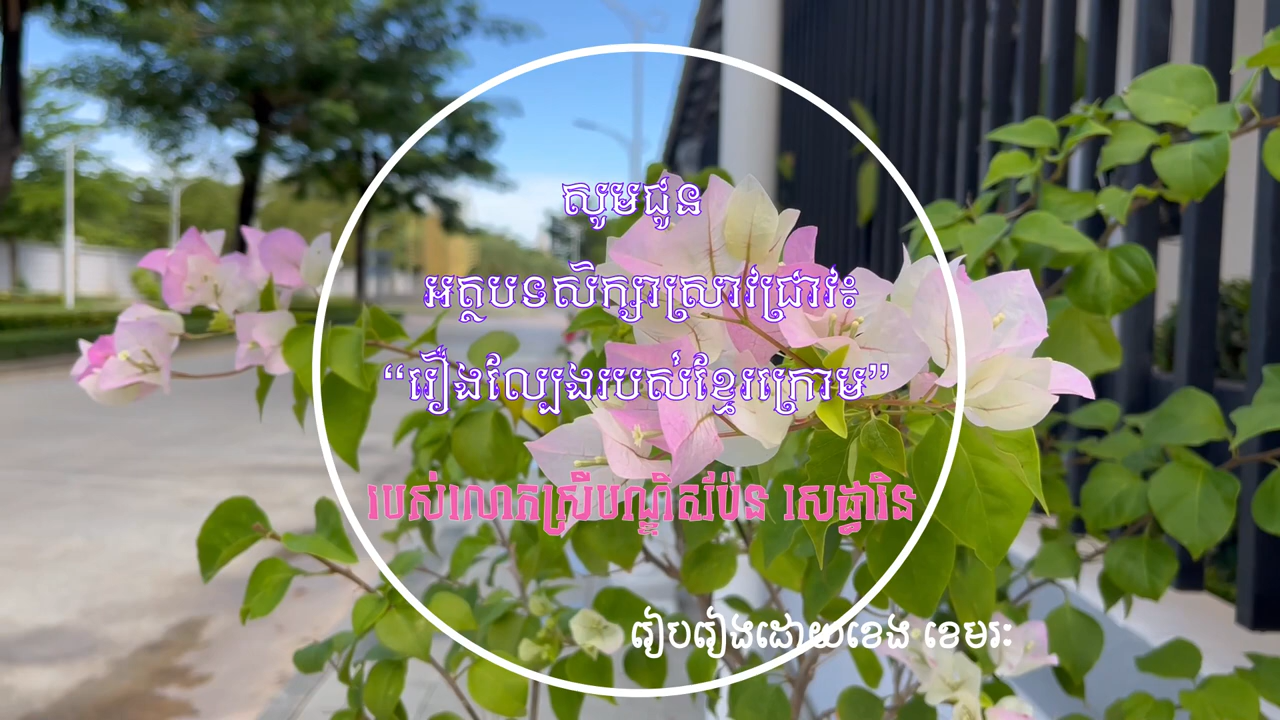 សូមជូន
អត្ថបទសិក្សាស្រាវជ្រាវ៖
“រឿងល្បែងរបស់ខ្មែរក្រោម”
របស់លោកស្រីបណ្ឌិតប៉ែន សេដ្ឋារិន
រៀបរៀងដោយខេង ខេមរៈ